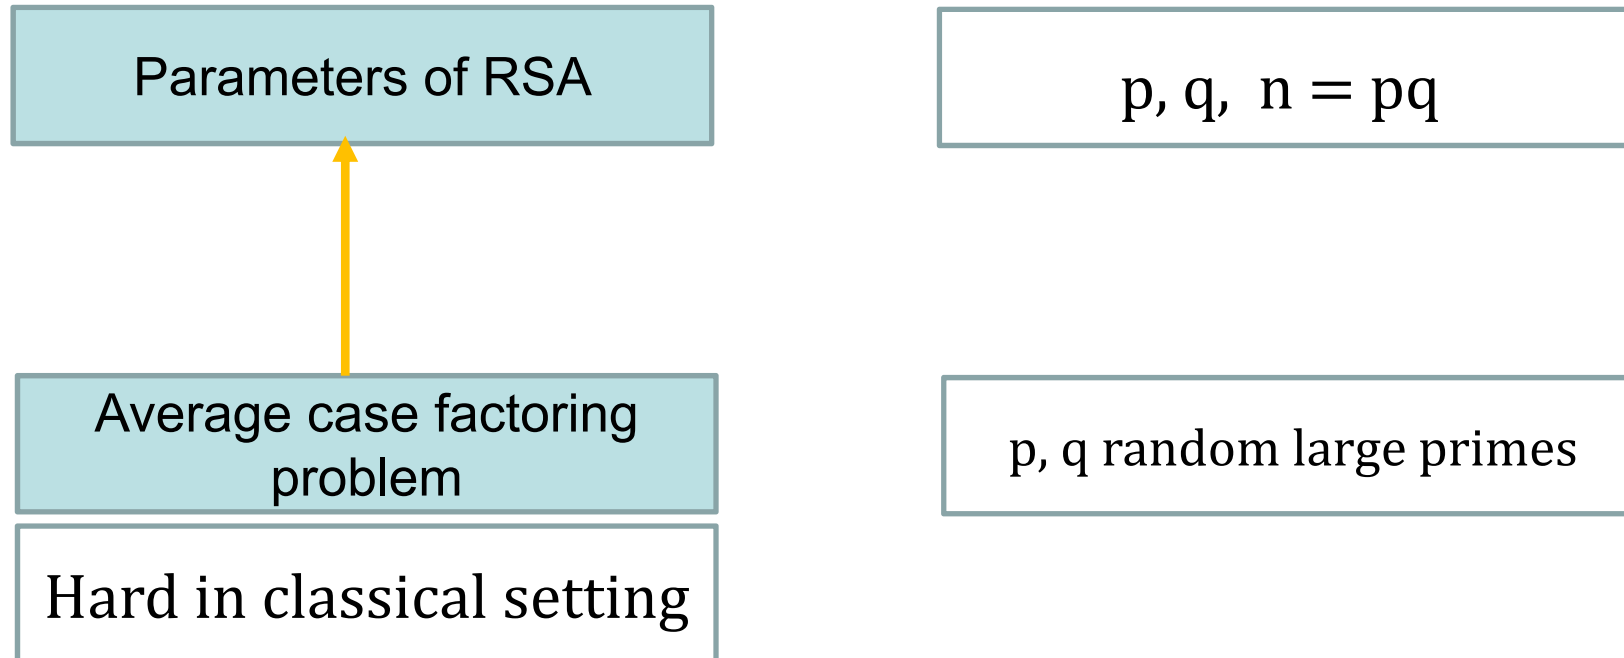 Parameters of RSA
p, q, n = pq
Average case factoring
problem
p, q random large primes
Hard in classical setting